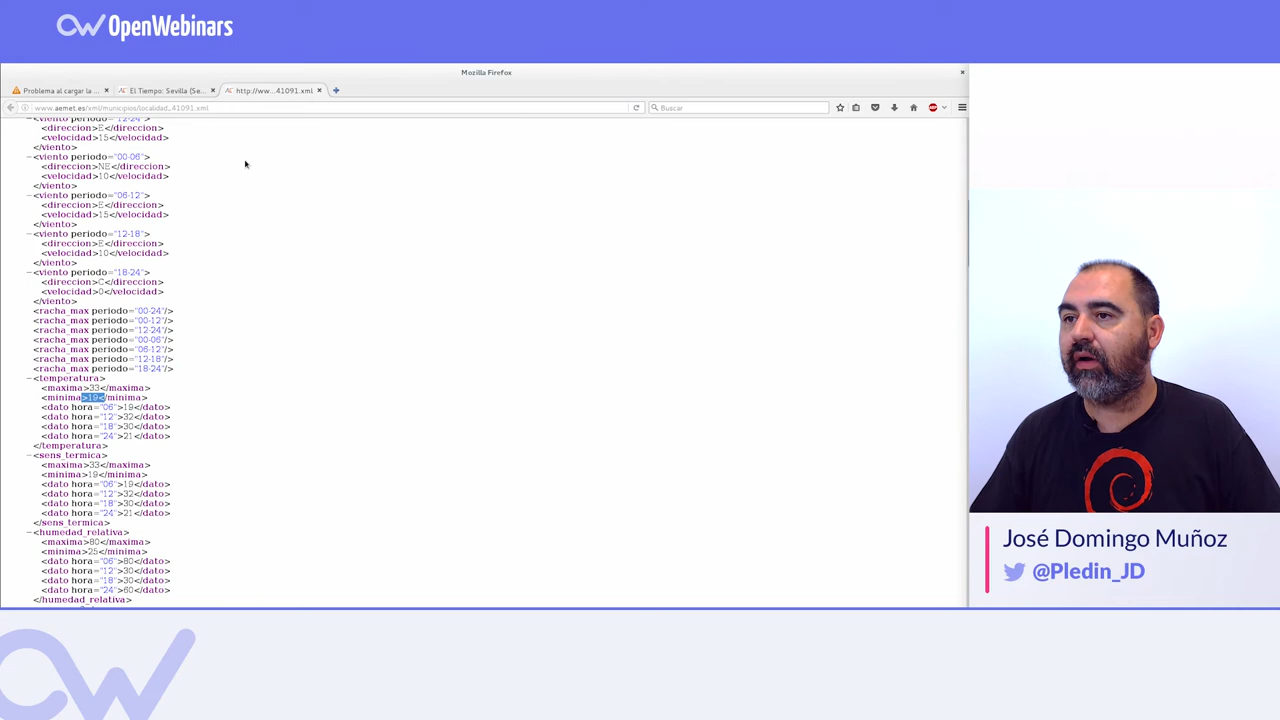 OpenWebinars
Mozilla Firefox
Problema al cargar la ...
El Tiempo: Sevilla (Se...
http://ww...41091.xml
www.aemet.es/xml/municipios/localidad_41091.xml
Buscar
−<viento periodo="12-24">
<direccion>E</direccion>
<velocidad>15</velocidad>
</viento>
−<viento periodo="00-06">
<direccion>NE</direccion>
<velocidad>10</velocidad>
</viento>
−<viento periodo="06-12">
<direccion>E</direccion>
<velocidad>15</velocidad>
</viento>
−<viento periodo="12-18">
<direccion>E</direccion>
<velocidad>10</velocidad>
</viento>
−<viento periodo="18-24">
<direccion>C</direccion>
<velocidad>0</velocidad>
</viento>
<racha_max periodo="00-24"/>
<racha_max periodo="00-12"/>
<racha_max periodo="12-24"/>
<racha_max periodo="00-06"/>
<racha_max periodo="06-12"/>
<racha_max periodo="12-18"/>
<racha_max periodo="18-24"/>
−<temperatura>
<maxima>33</maxima>
<minima>19</minima>
<dato hora="06">19</dato>
<dato hora="12">32</dato>
<dato hora="18">30</dato>
<dato hora="24">21</dato>
</temperatura>
−<sens_termica>
<maxima>33</maxima>
<minima>19</minima>
<dato hora="06">19</dato>
<dato hora="12">32</dato>
<dato hora="18">30</dato>
<dato hora="24">21</dato>
</sens_termica>
−<humedad_relativa>
<maxima>80</maxima>
<minima>25</minima>
<dato hora="06">80</dato>
<dato hora="12">30</dato>
<dato hora="18">30</dato>
<dato hora="24">60</dato>
</humedad_relativa>
José Domingo Muñoz
@Pledin_JD